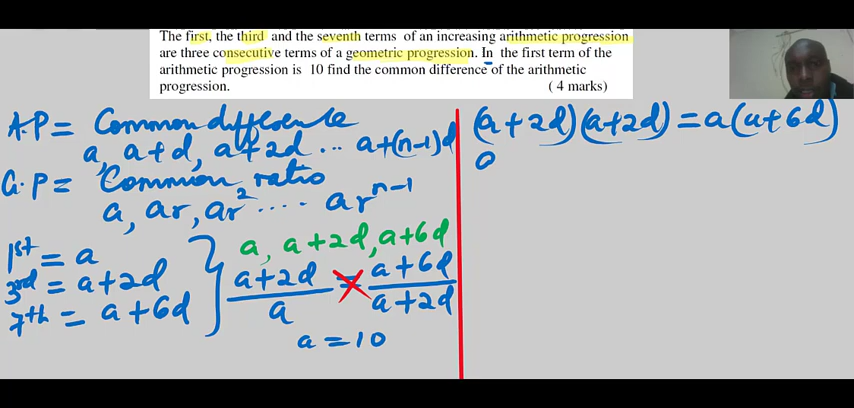 The first, the third and the seventh terms of an increasing arithmetic progression
are three consecutive terms of a geometric progression. In the first term of the
arithmetic progression is 10 find the common difference of the arithmetic
progression. ( 4 marks)
A.P = Common difference
a, a+d, a+2d ... a+(n-1)d
G.P = Common ratio
a, ar, ar² .... arⁿ⁻¹
1st = a
3rd = a+2d
7th = a+6d
a, a+2d, a+6d
(a+2d)/a = (a+6d)/(a+2d)
a = 10
(a+2d)(a+2d) = a(a+6d)